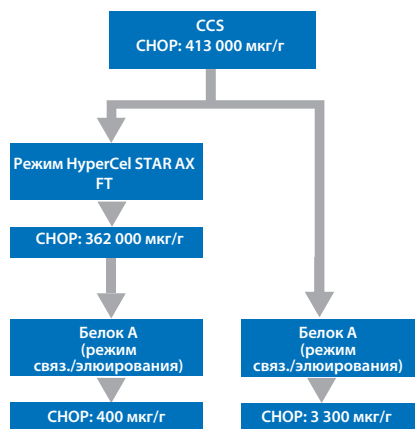 CCS
CHOP: 413 000 мкг/г
Режим HyperCel STAR AX
FT
CHOP: 362 000 мкг/г
Белок А
(режим
связ./элюирования)
CHOP: 400 мкг/г
Белок А
(режим
связ./элюирования)
CHOP: 3 300 мкг/г